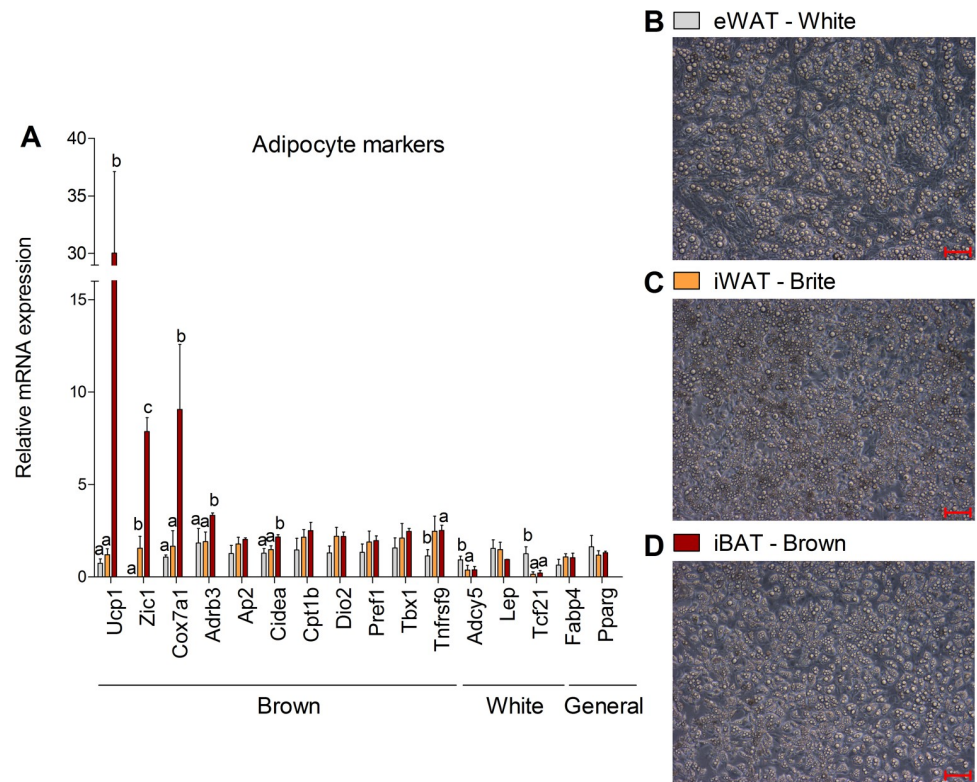 A
Adipocyte markers
Relative mRNA expression
40
35
30
15
10
5
0
a a b
a b c
a a b
a a b
a a b
b a
b a
b a a
Ucp1
Zic1
Cox7a1
Adrb3
Ap2
Cidea
Cpt1b
Dio2
Pref1
Tbx1
Tnfrsf9
Adcy5
Lep
Tcf21
Fabp4
Pparg
Brown
White
General
B eWAT - White
C iWAT - Brite
D iBAT - Brown